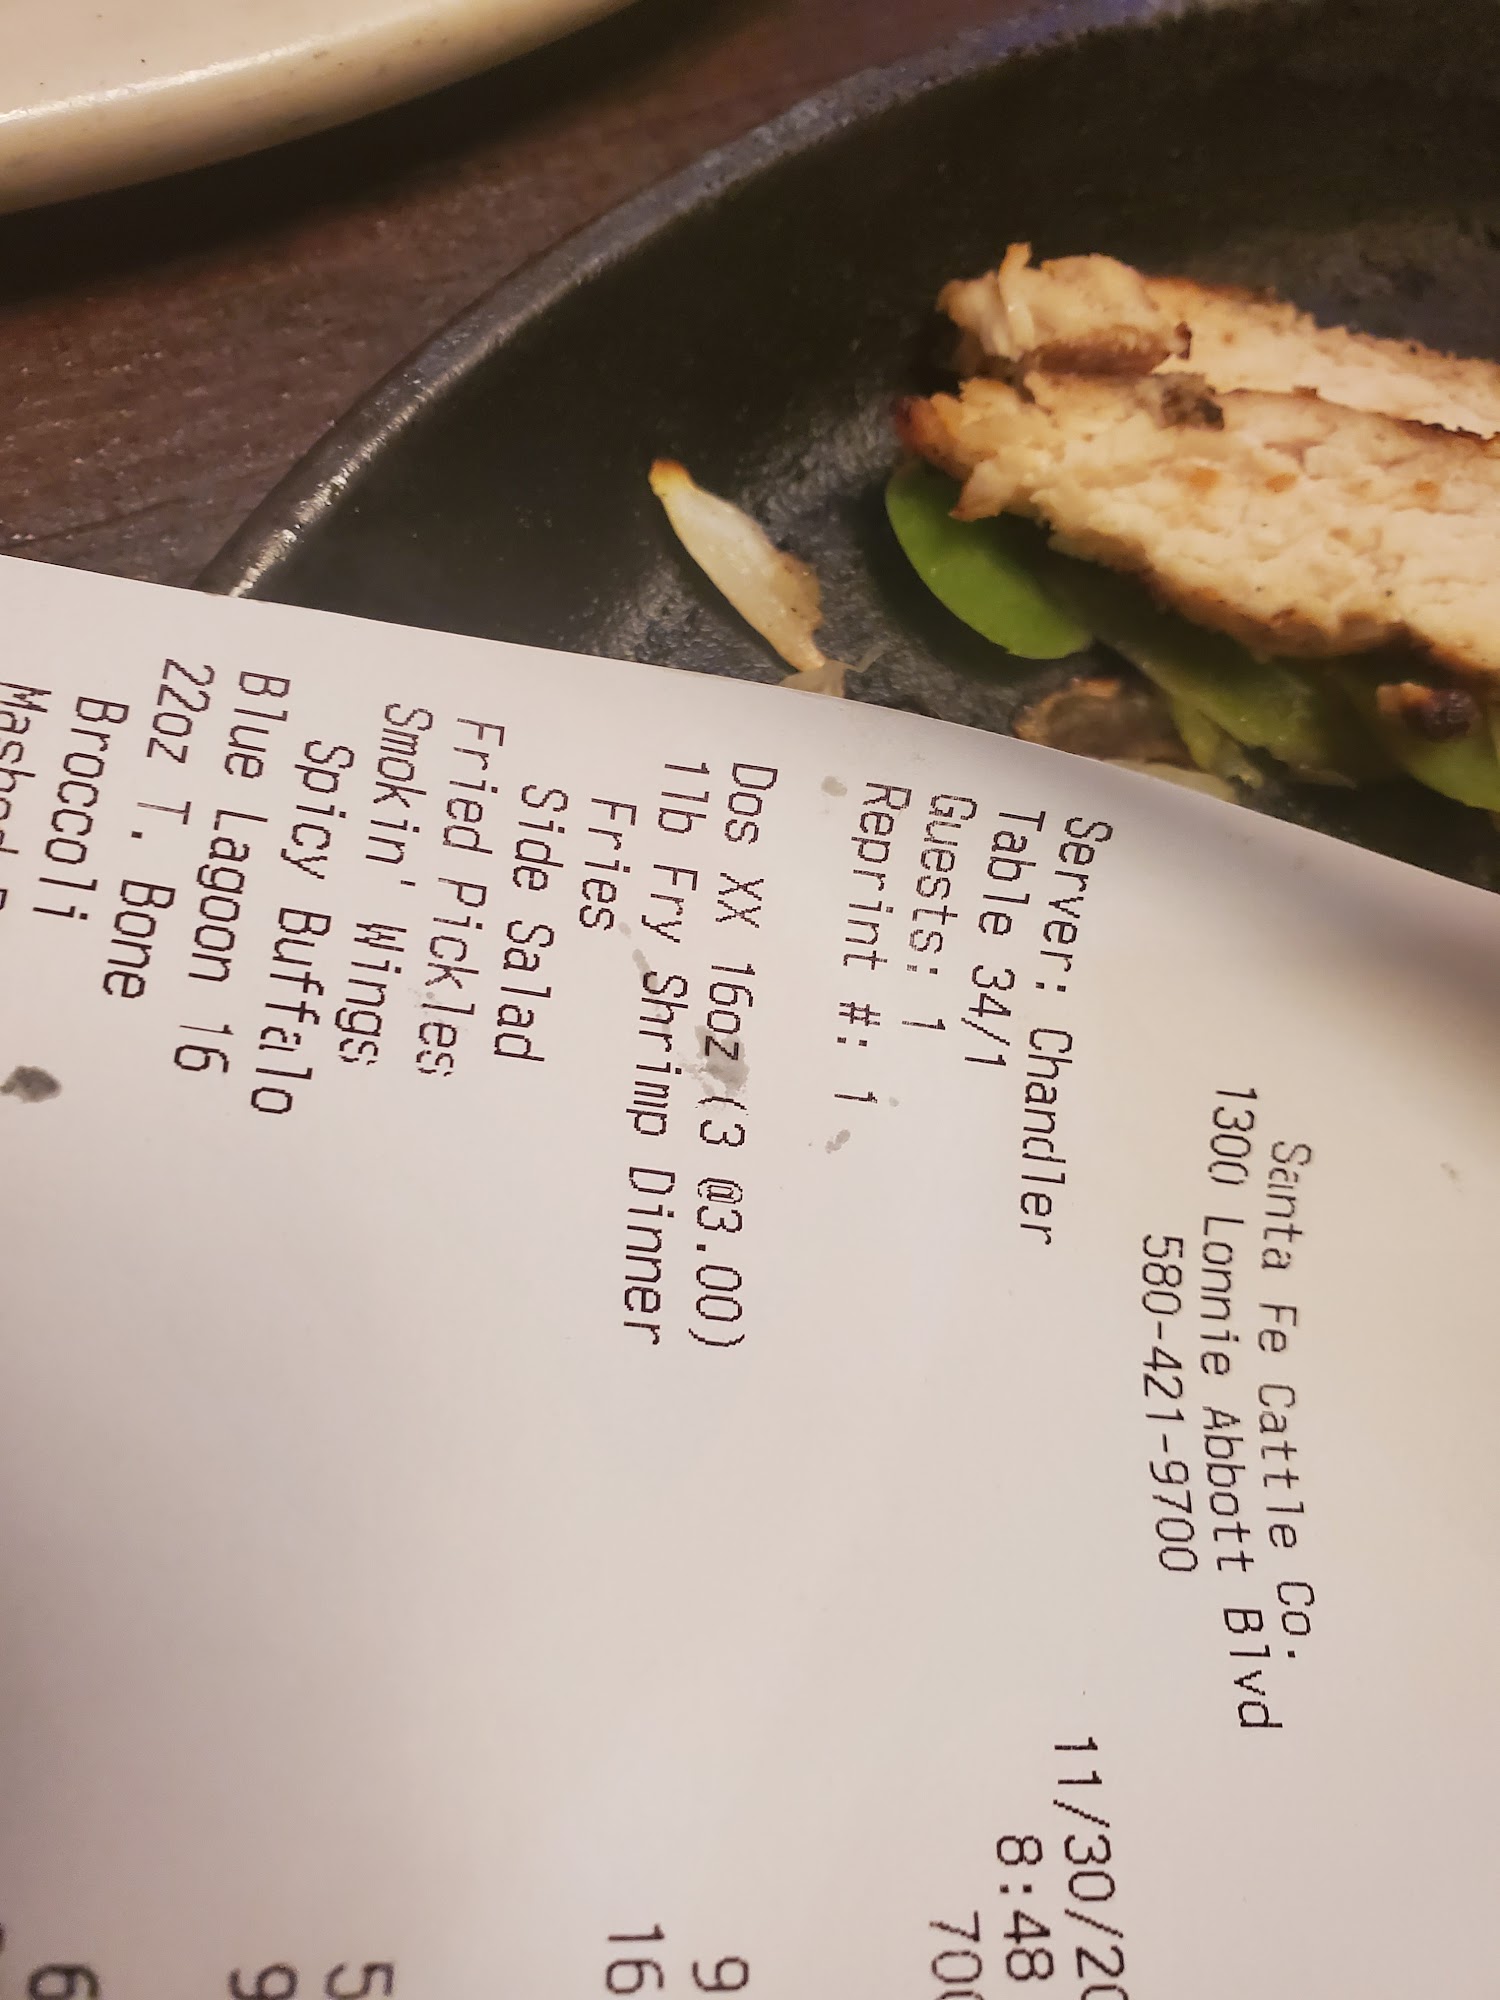 Santa Fe Cattle Co.
1300 Lonnie Abbott Blvd
580-421-9700
Server: Chandler 11/30/20
Table 34/1 8:48
Guests: 1 700
Reprint #: 1
Dos XX 16oz (3 @3.00) 9
1lb Fry Shrimp Dinner 16
Fries
Side Salad
Fried Pickles 5
Smokin' Wings 9
Spicy Buffalo
Blue Lagoon 16 6
22oz T. Bone
Broccoli